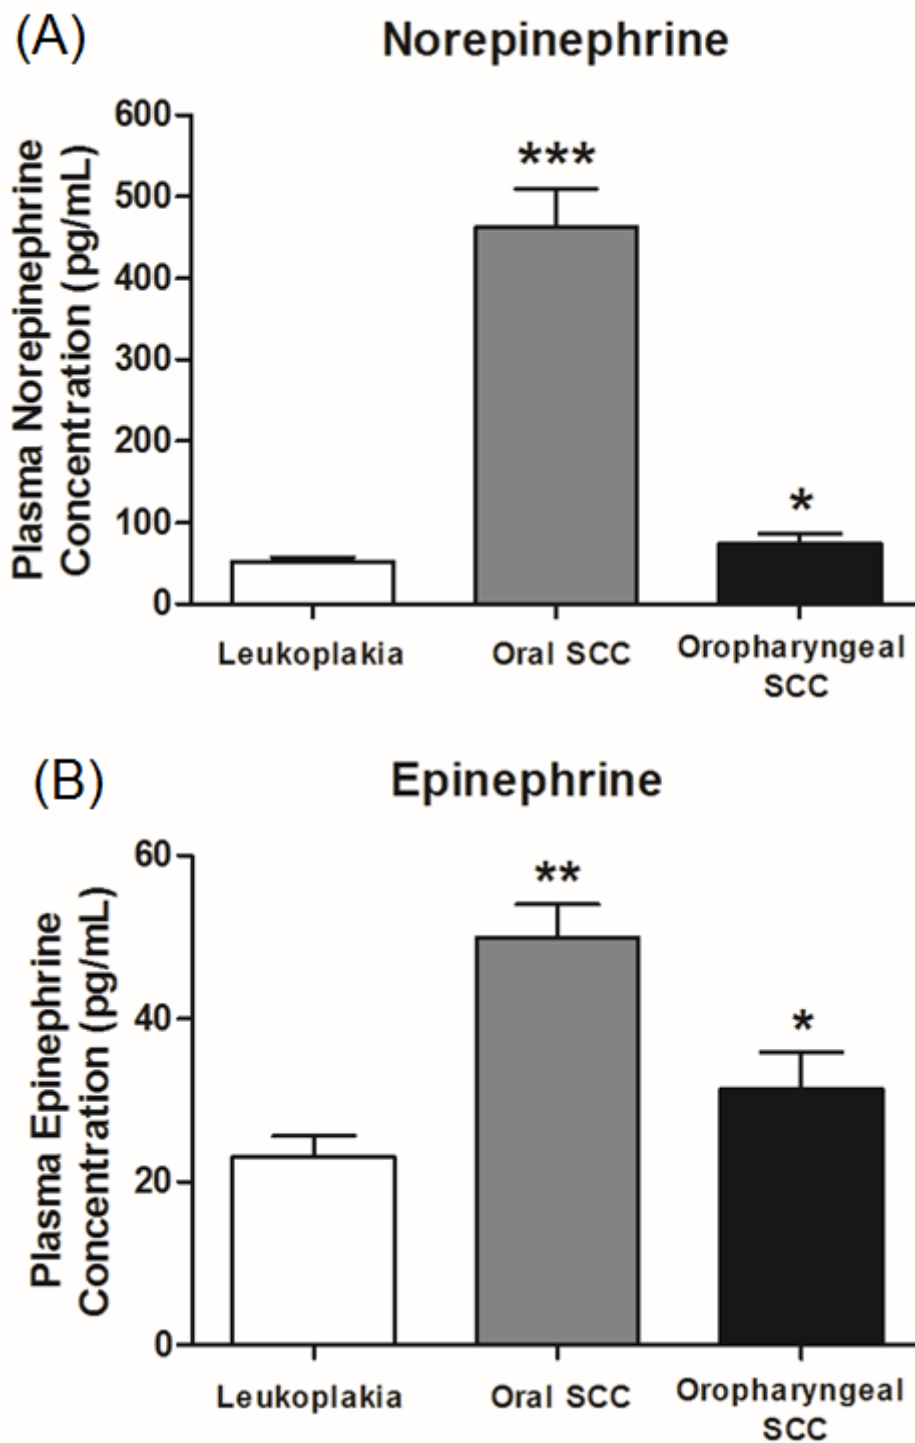 (A)
Norepinephrine
Plasma Norepinephrine
Concentration (pg/mL)
600
500
400
300
200
100
0
***
*
Leukoplakia
Oral SCC
Oropharyngeal
SCC
(B)
Epinephrine
Plasma Epinephrine
Concentration (pg/mL)
60
40
20
0
**
*
Leukoplakia
Oral SCC
Oropharyngeal
SCC